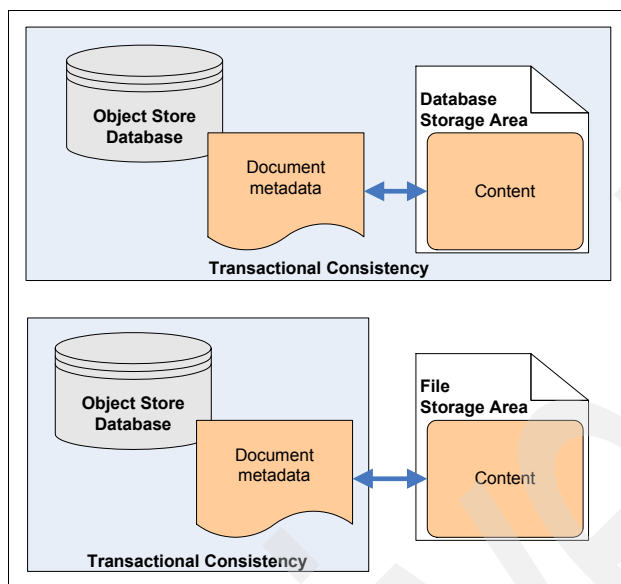 Object Store
Database
Database
Storage Area
Document
metadata
Content
Transactional Consistency
Object Store
Database
File
Storage Area
Document
metadata
Content
Transactional Consistency